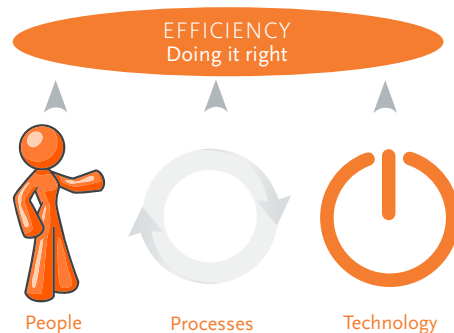 EFFICIENCY
Doing it right
People
Processes
Technology